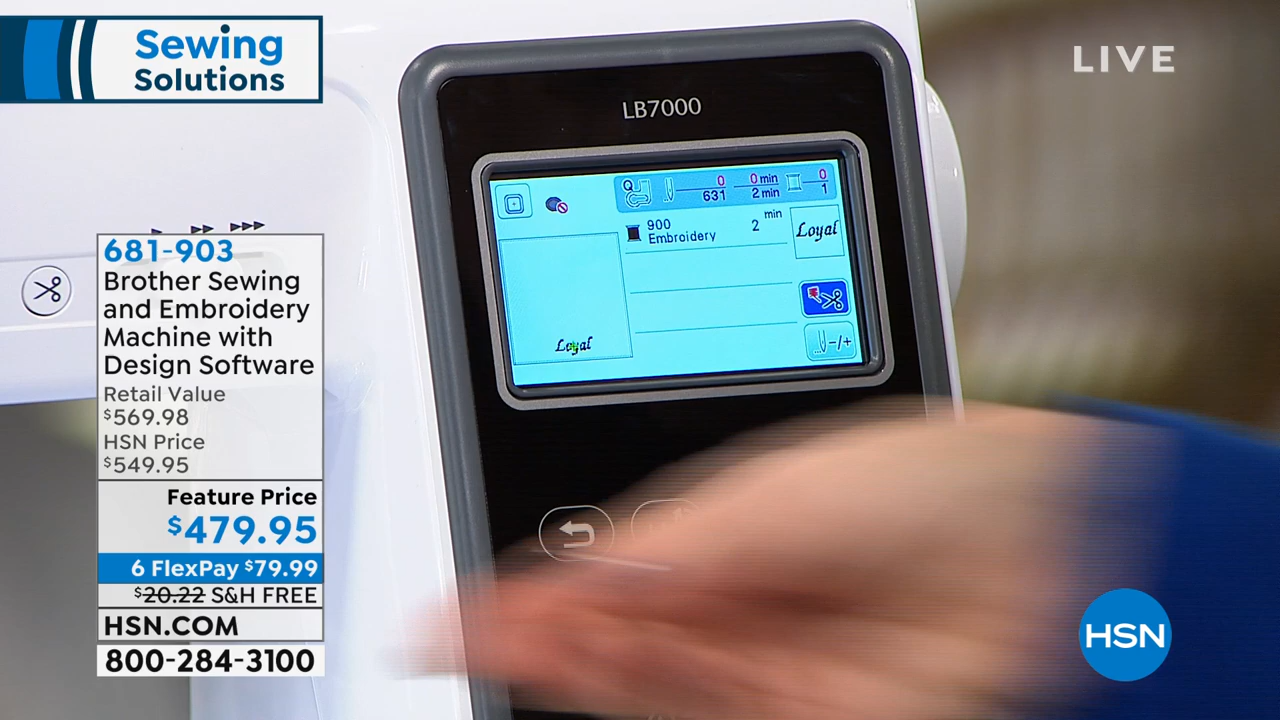 Sewing
Solutions
LIVE
LB7000
Q
0
631
0 min
2 min
0
1
900
Embroidery
2 min
Loyal
Loyal
-/+
681-903
Brother Sewing
and Embroidery
Machine with
Design Software
Retail Value
$569.98
HSN Price
$549.95
Feature Price
$479.95
6 FlexPay $79.99
$20.22 S&H FREE
HSN.COM
800-284-3100
HSN